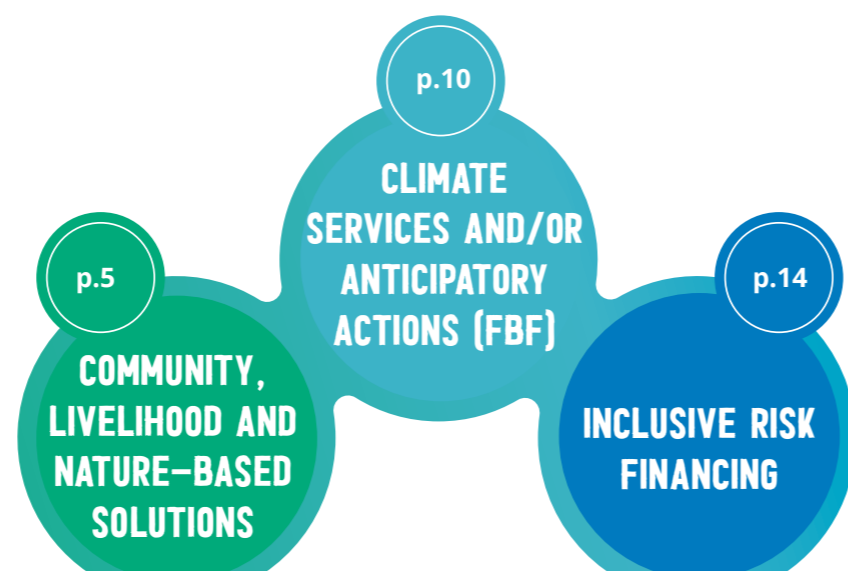 p.10
CLIMATE
SERVICES AND/OR
ANTICIPATORY
ACTIONS (FBF)
p.5
COMMUNITY,
LIVELIHOOD AND
NATURE–BASED
SOLUTIONS
p.14
INCLUSIVE RISK
FINANCING